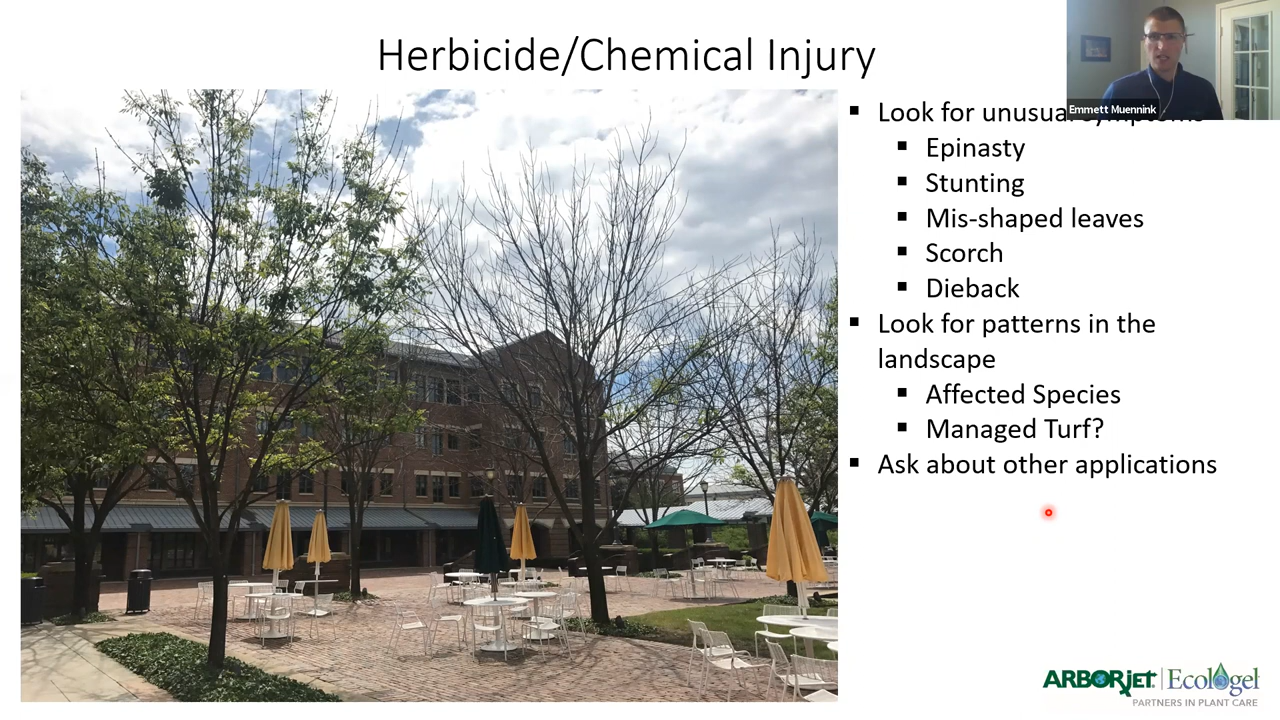 Herbicide/Chemical Injury
Emmett Muennink
▪ Look for unusual symptoms
▪ Epinasty
▪ Stunting
▪ Mis-shaped leaves
▪ Scorch
▪ Dieback
▪ Look for patterns in the
landscape
▪ Affected Species
▪ Managed Turf?
▪ Ask about other applications
ARBORjet | Ecologel
PARTNERS IN PLANT CARE